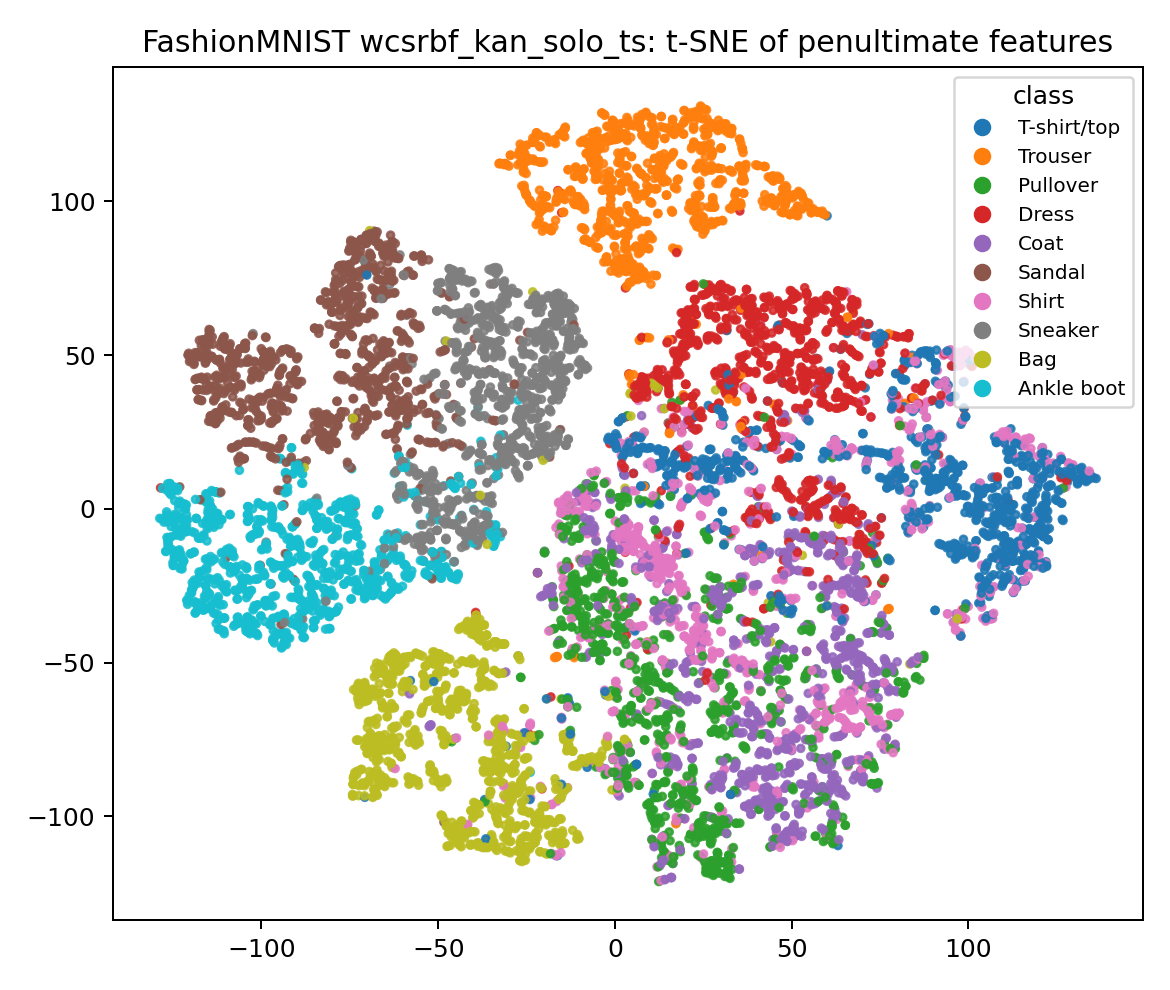 FashionMNIST wcsrbf_kan_solo_ts: t-SNE of penultimate features
class
T-shirt/top
Trouser
Pullover
Dress
Coat
Sandal
Shirt
Sneaker
Bag
Ankle boot
100
50
0
−50
−100
−100 −50 0 50 100